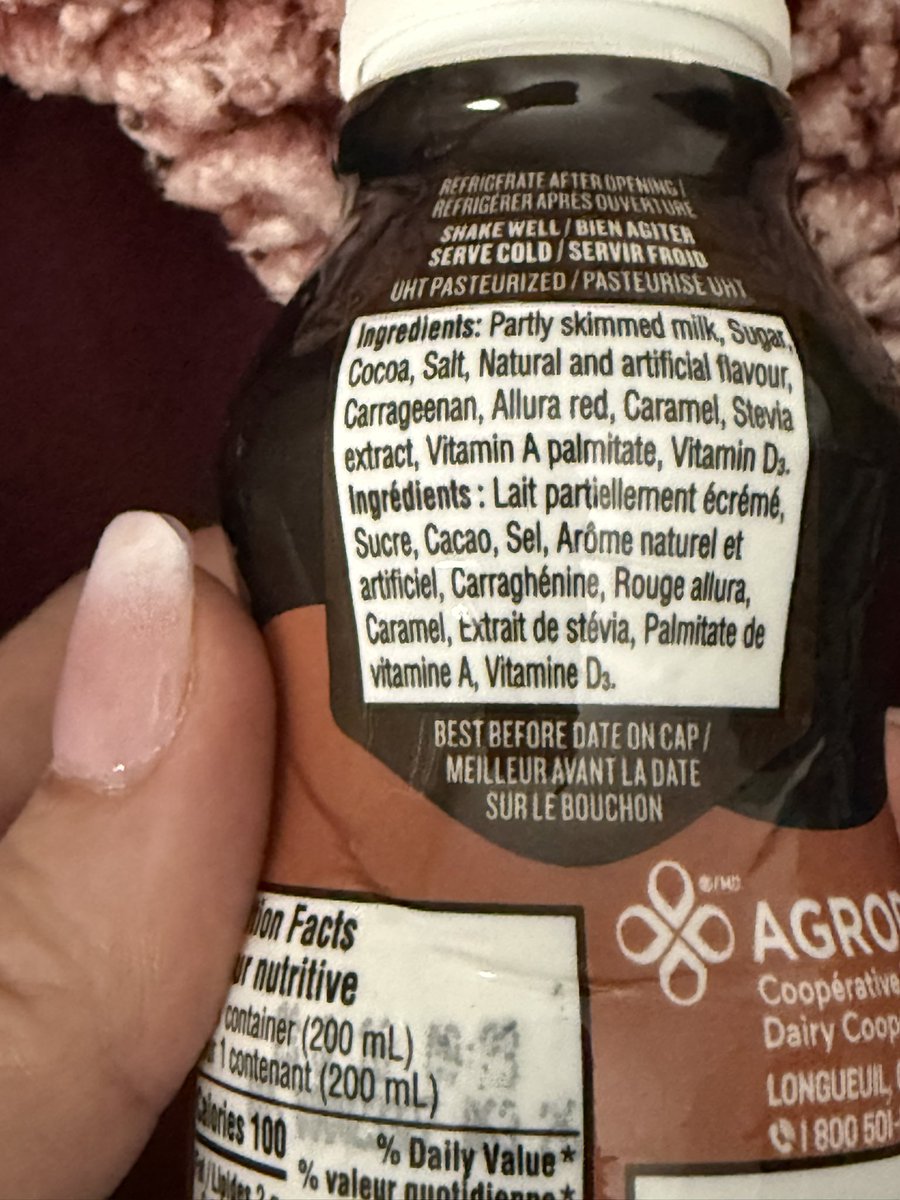 REFRIGERATE AFTER OPENING /
RÉFRIGÉRER APRÈS OUVERTURE
SHAKE WELL / BIEN AGITER
SERVE COLD / SERVIR FROID
UHT PASTEURIZED / PASTEURISÉ UHT
Ingredients: Partly skimmed milk, Sugar,
Cocoa, Salt, Natural and artificial flavour,
Carrageenan, Allura red, Caramel, Stevia
extract, Vitamin A palmitate, Vitamin D3.
Ingrédients : Lait partiellement écrémé,
Sucre, Cacao, Sel, Arôme naturel et
artificiel, Carraghénine, Rouge allura,
Caramel, Extrait de stévia, Palmitate de
vitamine A, Vitamine D3.
BEST BEFORE DATE ON CAP /
MEILLEUR AVANT LA DATE
SUR LE BOUCHON
Facts
nutritive
container (200 mL)
1 contenant (200 mL)
Calories 100
% Daily Value*
% valeur quotidienne*
®/MD
AGRO
Coopérative
Dairy Coop
LONGUEUIL,
1 800 501-